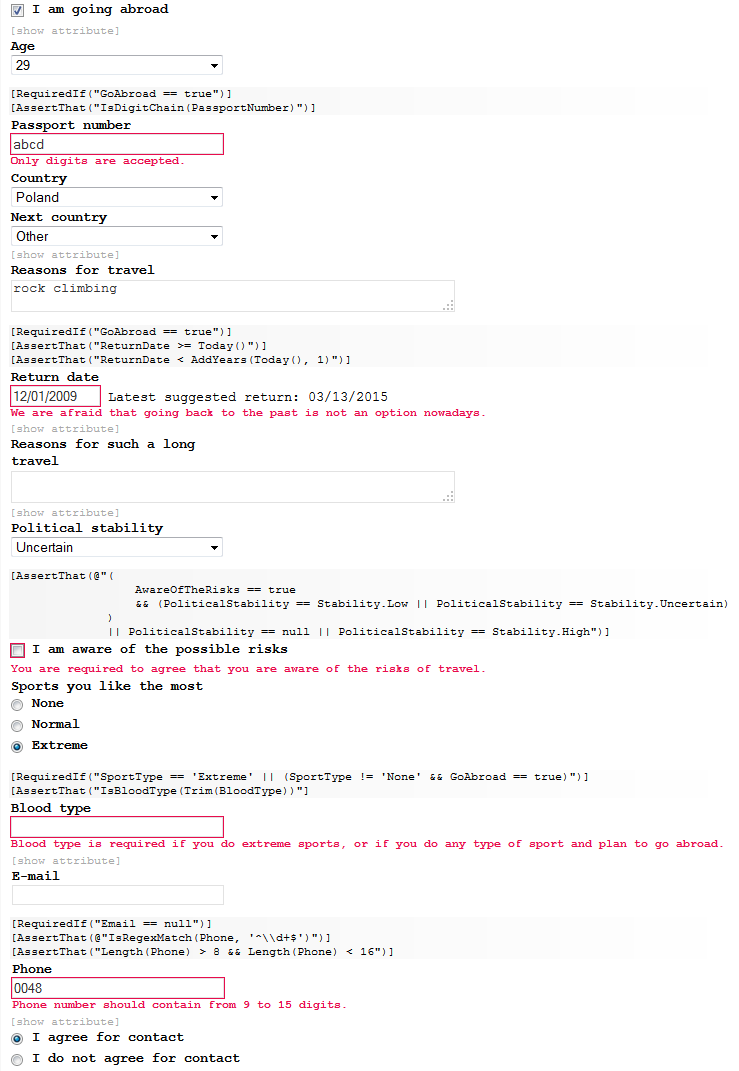 I am going abroad
[show attribute]
Age
29
[RequiredIf("GoAbroad == true")]
[AssertThat("IsDigitChain(PassportNumber)")]
Passport number
abcd
Only digits are accepted.
Country
Poland
Next country
Other
[show attribute]
Reasons for travel
rock climbing
[RequiredIf("GoAbroad == true")]
[AssertThat("ReturnDate >= Today()")]
[AssertThat("ReturnDate < AddYears(Today(), 1)")]
Return date
12/01/2009 Latest suggested return: 03/13/2015
We are afraid that going back to the past is not an option nowadays.
[show attribute]
Reasons for such a long
travel
[show attribute]
Political stability
Uncertain
[AssertThat(@"(
AwareOfTheRisks == true
&& (PoliticalStability == Stability.Low || PoliticalStability == Stability.Uncertain)
)
|| PoliticalStability == null || PoliticalStability == Stability.High")]
I am aware of the possible risks
You are required to agree that you are aware of the risks of travel.
Sports you like the most
None
Normal
Extreme
[RequiredIf("SportType == 'Extreme' || (SportType != 'None' && GoAbroad == true)")]
[AssertThat("IsBloodType(Trim(BloodType))"]
Blood type
Blood type is required if you do extreme sports, or if you do any type of sport and plan to go abroad.
[show attribute]
E-mail
[RequiredIf("Email == null")]
[AssertThat(@"IsRegexMatch(Phone, '^\\d+$')")]
[AssertThat("Length(Phone) > 8 && Length(Phone) < 16")]
Phone
0048
Phone number should contain from 9 to 15 digits.
[show attribute]
I agree for contact
I do not agree for contact